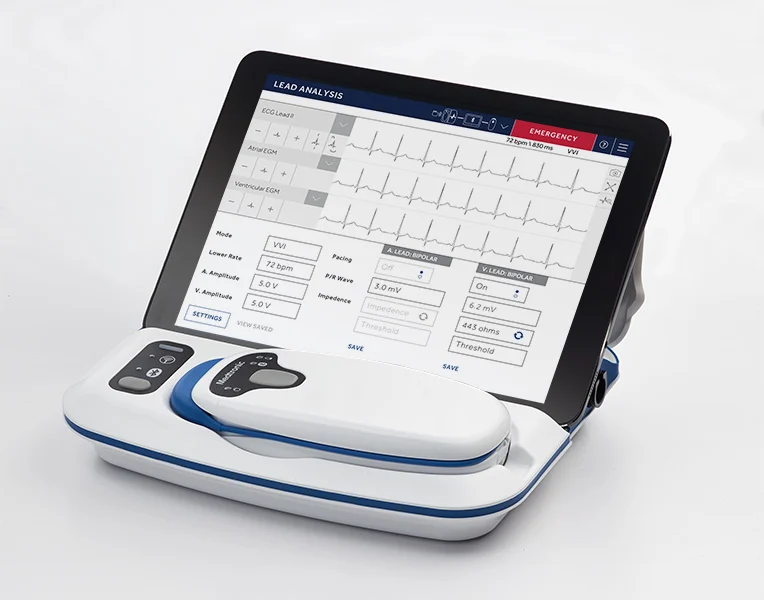 LEAD ANALYSIS
EMERGENCY
72 bpm \ 830 ms
VVI
ECG Lead II
Atrial EGM
Ventricular EGM
Mode
VVI
Lower Rate
72 bpm
A. Amplitude
5.0 V
V. Amplitude
5.0 V
SETTINGS
VIEW SAVED
Pacing
P/R Wave
Impedance
A. LEAD: BIPOLAR
Off
3.0 mV
Impedance
Threshold
SAVE
V. LEAD: BIPOLAR
On
6.2 mV
443 ohms
Threshold
SAVE
Medtronic